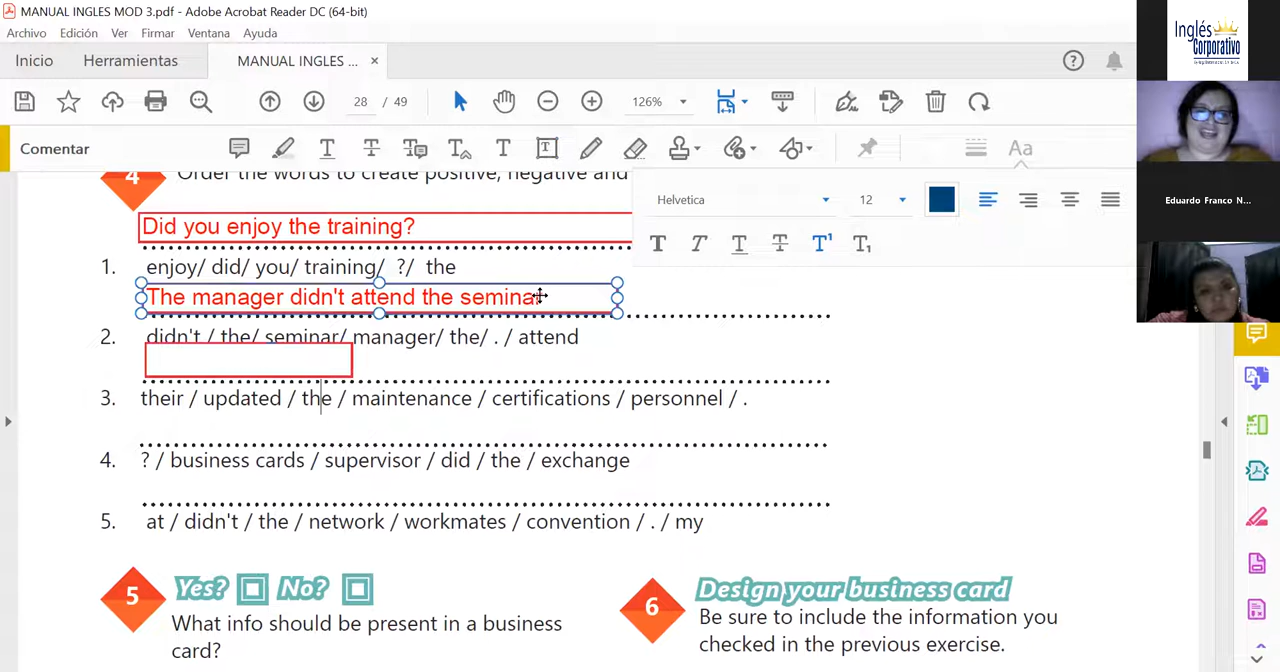 MANUAL INGLES MOD 3.pdf - Adobe Acrobat Reader DC (64-bit)
Archivo Edición Ver Firmar Ventana Ayuda
Inicio Herramientas MANUAL INGLES ... ×
28 / 49 126%
Comentar
Aa
Helvetica 12
4 Order the words to create positive, negative and
Did you enjoy the training?
1. enjoy/ did/ you/ training/ ?/ the
The manager didn't attend the seminar
2. didn't / the/ seminar/ manager/ the/ . / attend
3. their / updated / the / maintenance / certifications / personnel / .
4. ? / business cards / supervisor / did / the / exchange
5. at / didn't / the / network / workmates / convention / . / my
5 Yes? No?
What info should be present in a business
card?
6 Design your business card
Be sure to include the information you
checked in the previous exercise.
Inglés
Corporativo
Eduardo Franco N...